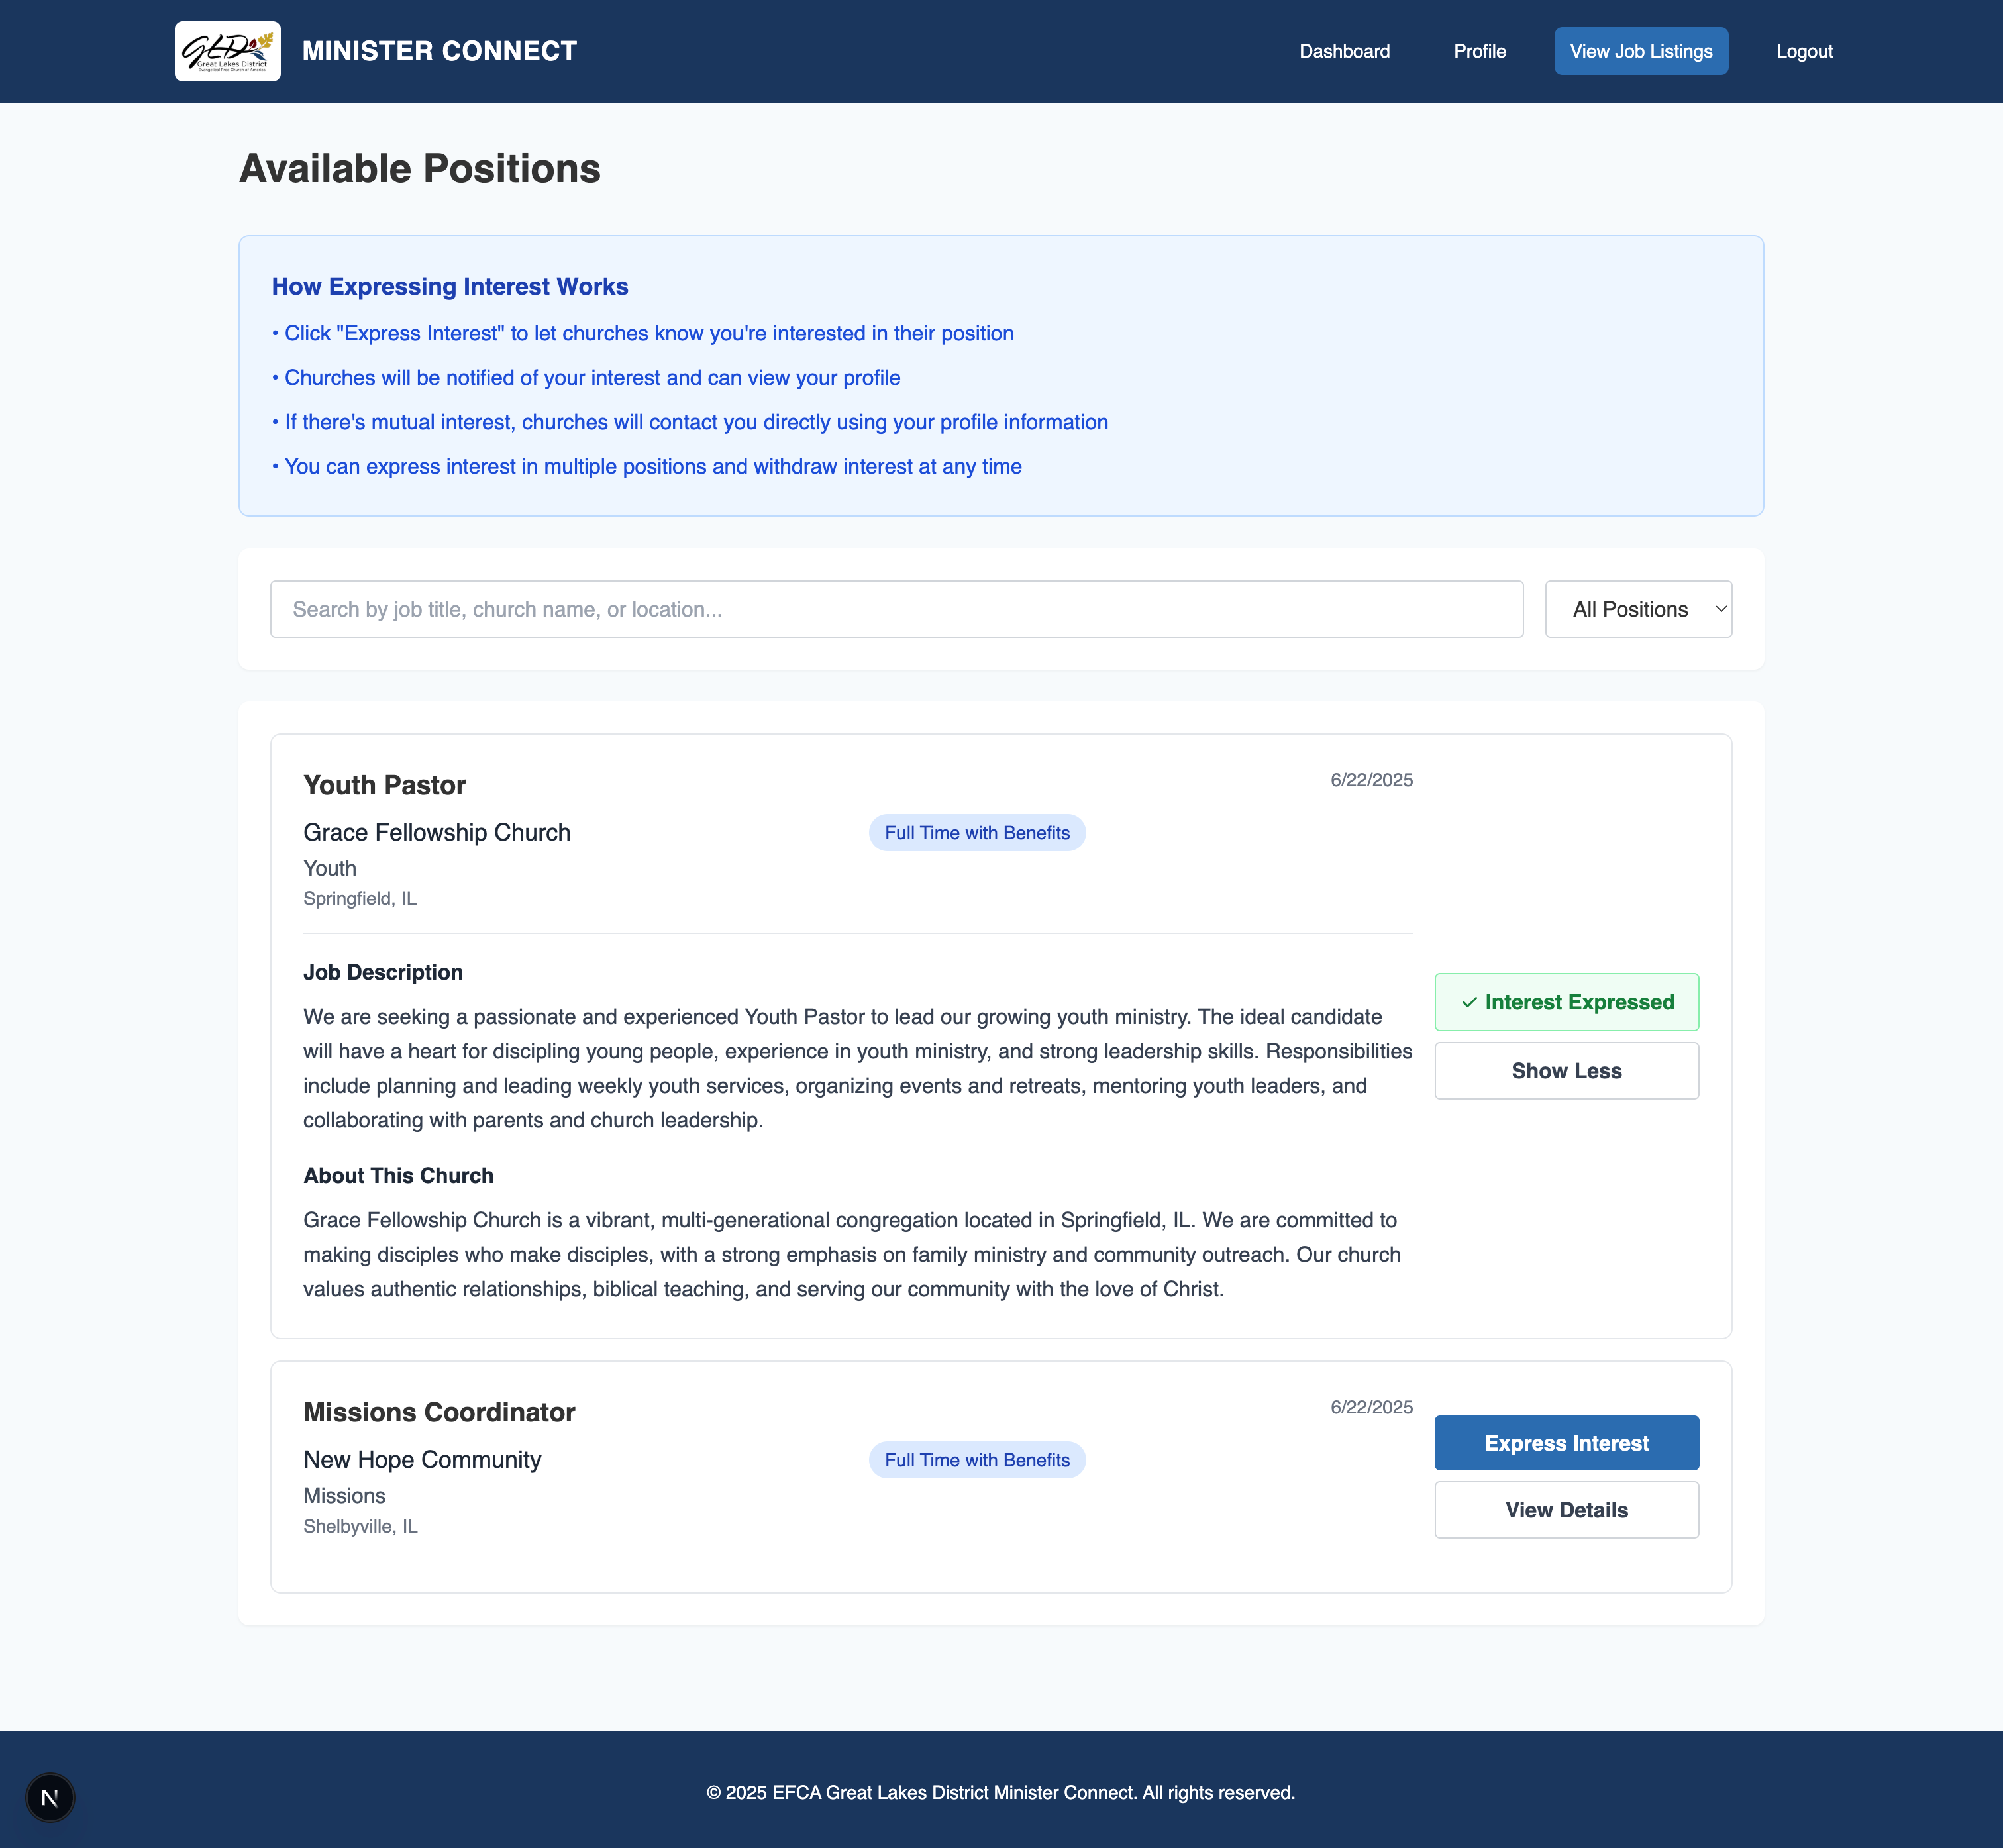 GLD
Great Lakes District
Evangelical Free Church of America
MINISTER CONNECT
Dashboard
Profile
View Job Listings
Logout
Available Positions
How Expressing Interest Works
• Click "Express Interest" to let churches know you're interested in their position
• Churches will be notified of your interest and can view your profile
• If there's mutual interest, churches will contact you directly using your profile information
• You can express interest in multiple positions and withdraw interest at any time
Search by job title, church name, or location...
All Positions
Youth Pastor
6/22/2025
Grace Fellowship Church
Full Time with Benefits
Youth
Springfield, IL
Job Description
We are seeking a passionate and experienced Youth Pastor to lead our growing youth ministry. The ideal candidate
will have a heart for discipling young people, experience in youth ministry, and strong leadership skills. Responsibilities
include planning and leading weekly youth services, organizing events and retreats, mentoring youth leaders, and
collaborating with parents and church leadership.
✓ Interest Expressed
Show Less
About This Church
Grace Fellowship Church is a vibrant, multi-generational congregation located in Springfield, IL. We are committed to
making disciples who make disciples, with a strong emphasis on family ministry and community outreach. Our church
values authentic relationships, biblical teaching, and serving our community with the love of Christ.
Missions Coordinator
6/22/2025
New Hope Community
Full Time with Benefits
Missions
Shelbyville, IL
Express Interest
View Details
© 2025 EFCA Great Lakes District Minister Connect. All rights reserved.
N